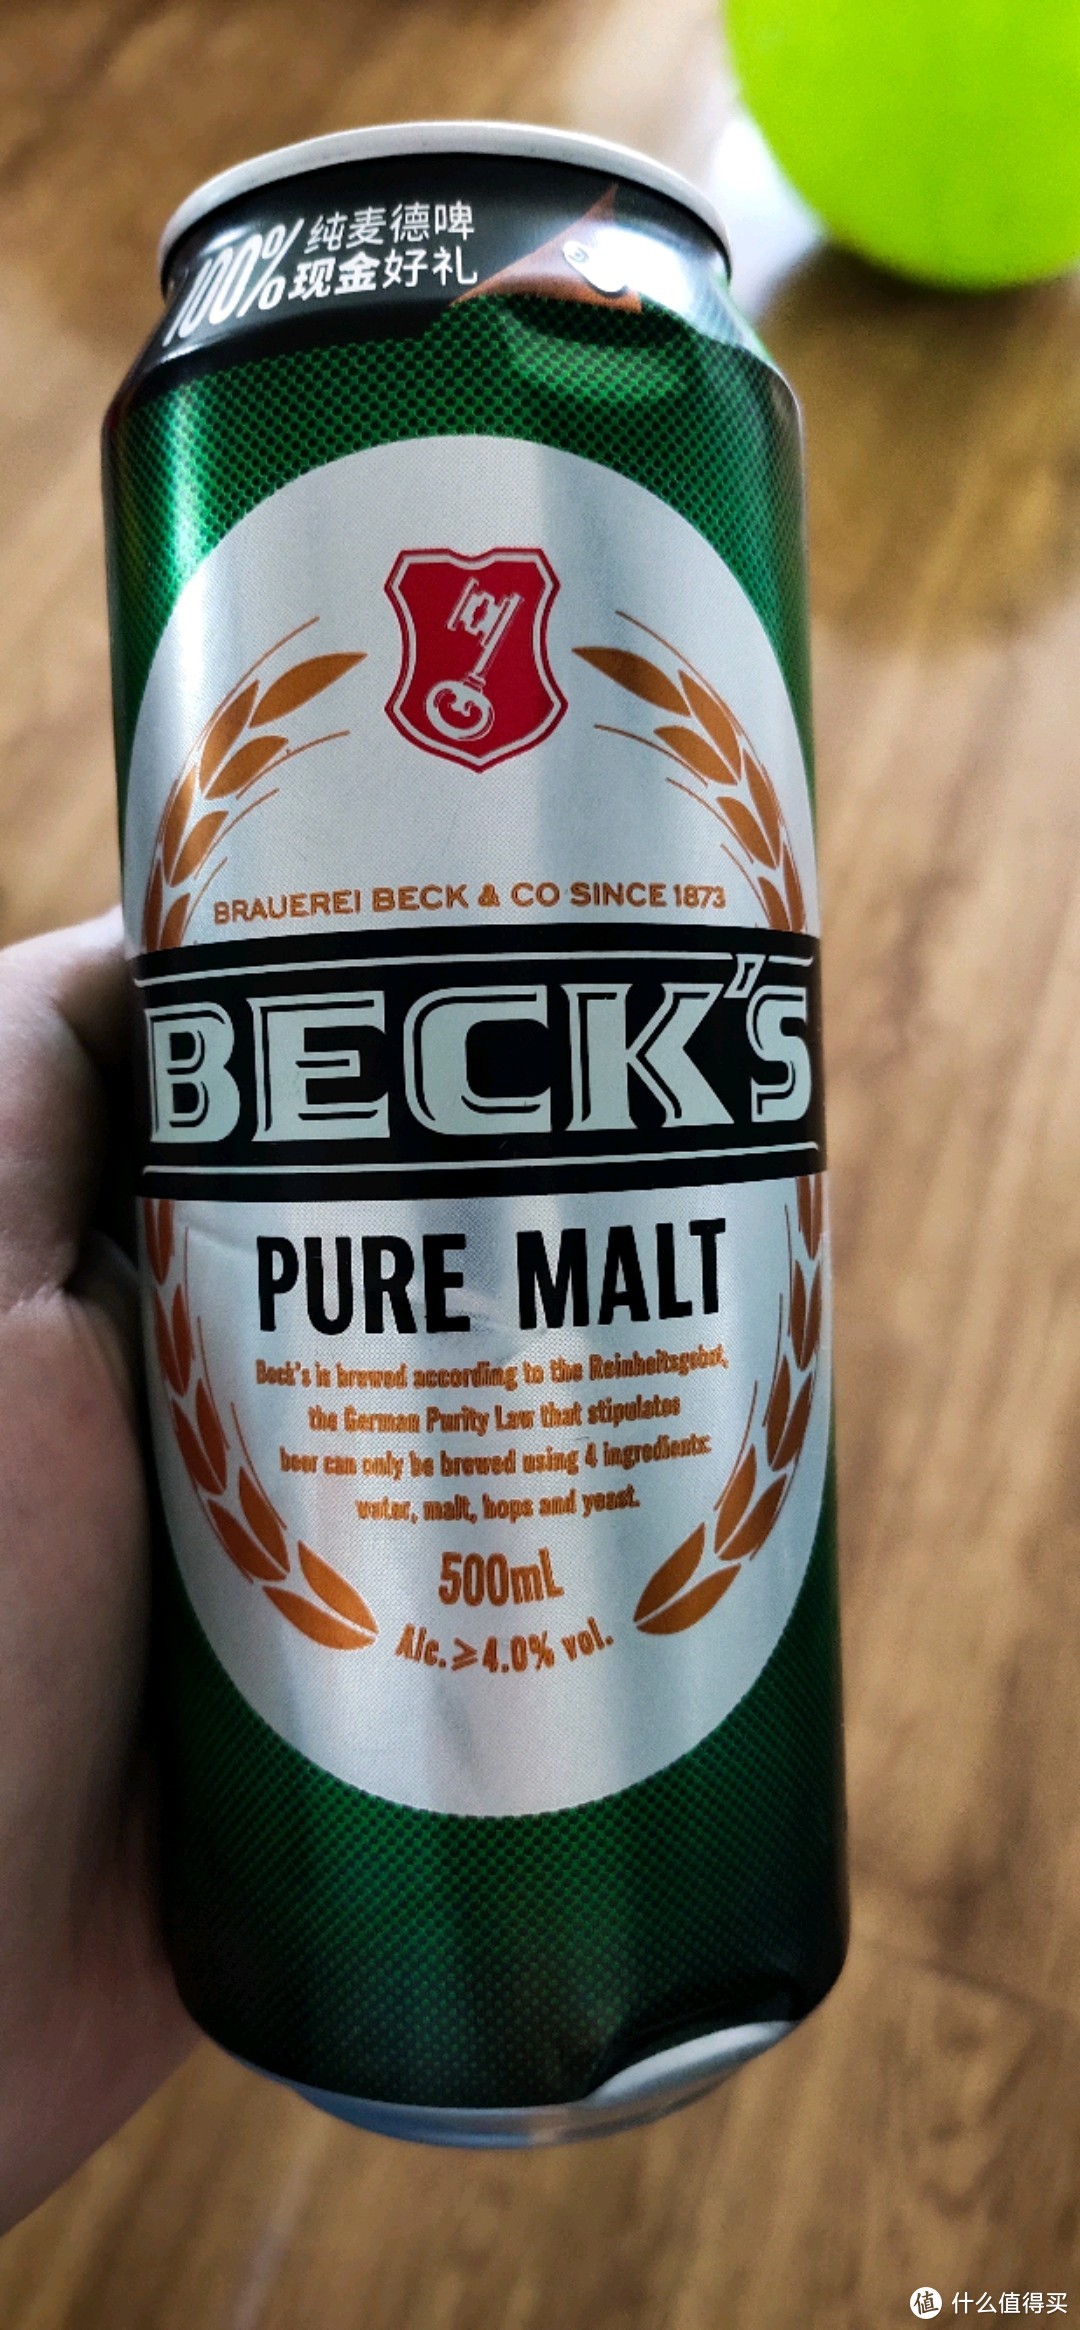 100% 纯麦德啤
现金好礼
BRAUEREI BECK & CO SINCE 1873
BECK'S
PURE MALT
Beck's is brewed according to the Reinheitsgebot,
the German Purity Law that stipulates
beer can only be brewed using 4 ingredients:
water, malt, hops and yeast.
500mL
Alc.≥4.0% vol.
值 什么值得买